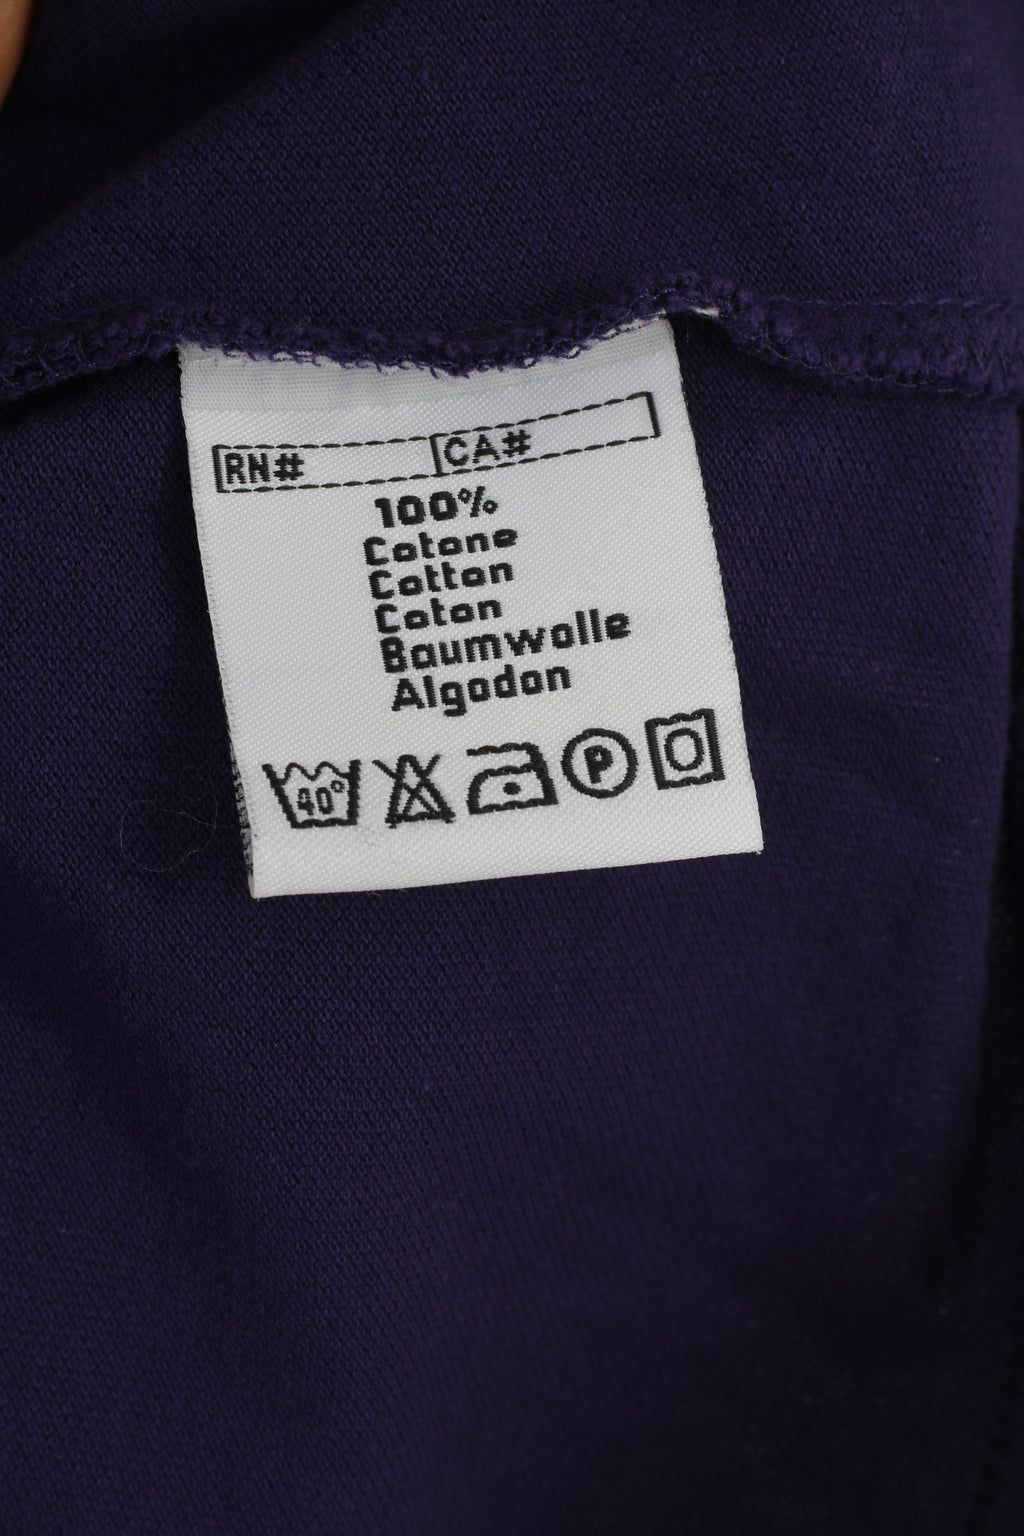 RN# CA#
100%
Cotone
Cotton
Coton
Baumwolle
Algodon
40° P